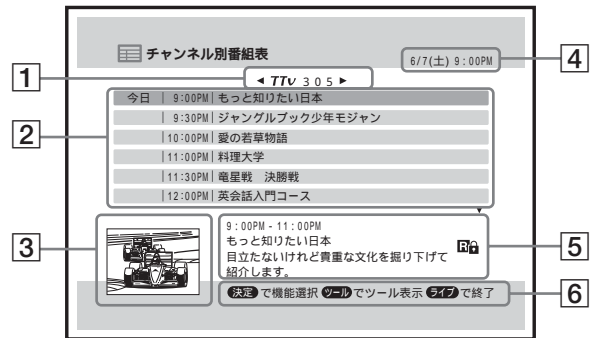 チャンネル別番組表
6/7(土) 9:00PM
◀ TTv 305 ▶
今日 | 9:00PM | もっと知りたい日本
| 9:30PM | ジャングルブック少年モジャン
| 10:00PM | 愛の若草物語
| 11:00PM | 料理大学
| 11:30PM | 竜星戦 決勝戦
| 12:00PM | 英会話入門コース
9:00PM - 11:00PM
もっと知りたい日本
目立たないけれど貴重な文化を掘り下げて
紹介します。
R
決定 で機能選択 ツール でツール表示 ライブ で終了
1
2
3
4
5
6